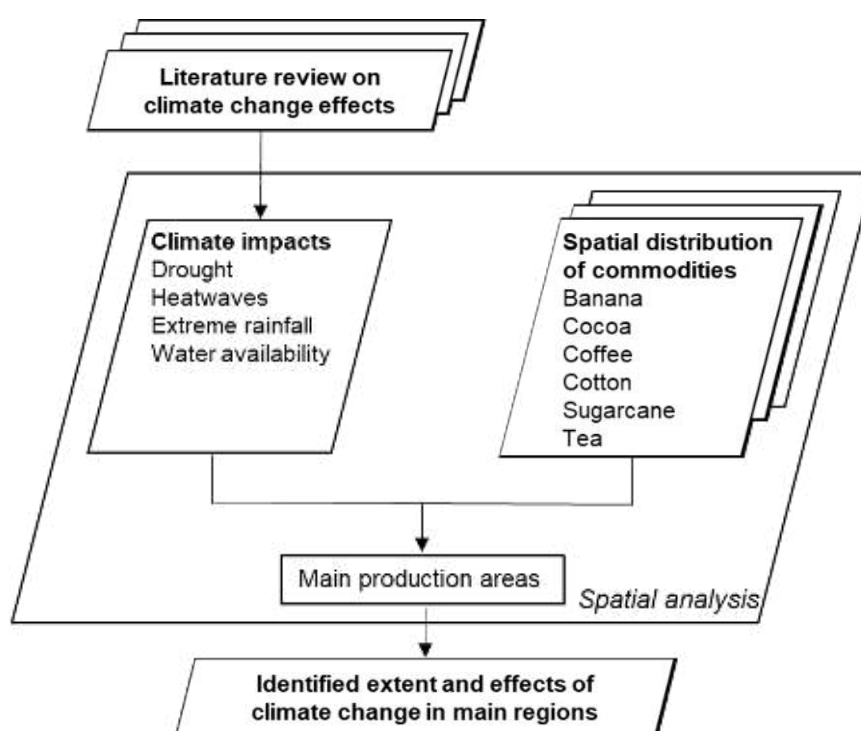 Literature review on
climate change effects
Climate impacts
Drought
Heatwaves
Extreme rainfall
Water availability
Spatial distribution
of commodities
Banana
Cocoa
Coffee
Cotton
Sugarcane
Tea
Main production areas
Spatial analysis
Identified extent and effects of
climate change in main regions